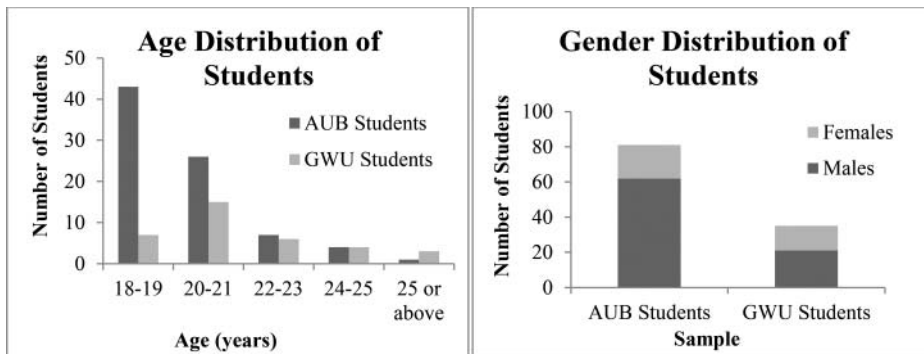 Age Distribution of
Students
50
40
30
20
10
0
Number of Students
AUB Students
GWU Students
18-19
20-21
22-23
24-25
25 or
above
Age (years)
Gender Distribution of
Students
100
80
60
40
20
0
Number of Students
Females
Males
AUB Students
GWU Students
Sample